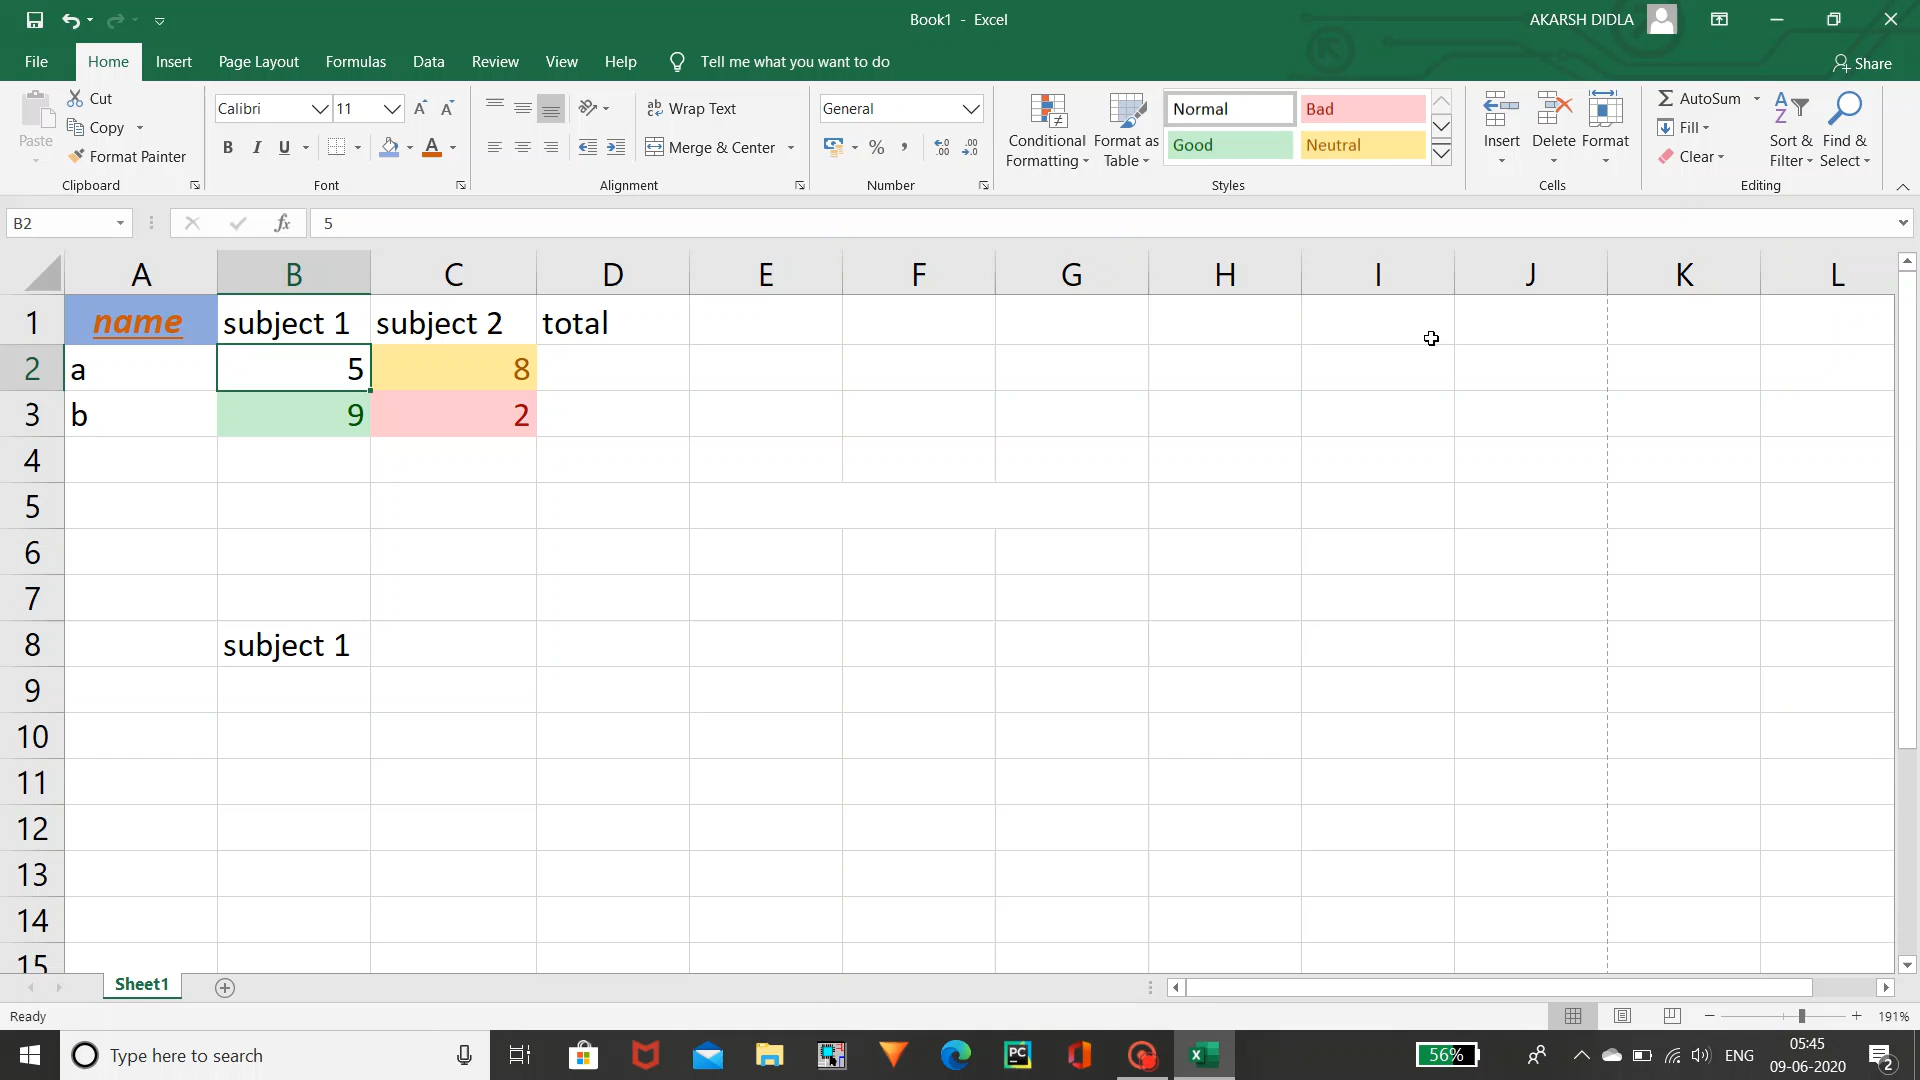 Book1 - Excel
AKARSH DIDLA
File Home Insert Page Layout Formulas Data Review View Help Tell me what you want to do Share
Paste
Cut
Copy
Format Painter
Clipboard
Calibri 11
B I U A
Font
Wrap Text
Merge & Center
Alignment
General
% ,
Number
Conditional Formatting
Format as Table
Normal Bad
Good Neutral
Styles
Insert Delete Format
Cells
AutoSum
Fill
Clear
Sort & Filter
Find & Select
Editing
B2 fx 5
A B C D E F G H I J K L
1 name subject 1 subject 2 total
2 a 5 8
3 b 9 2
4
5
6
7
8 subject 1
9
10
11
12
13
14
15
Sheet1
Ready 191%
Type here to search
PC
56% ENG
05:45
09-06-2020
2